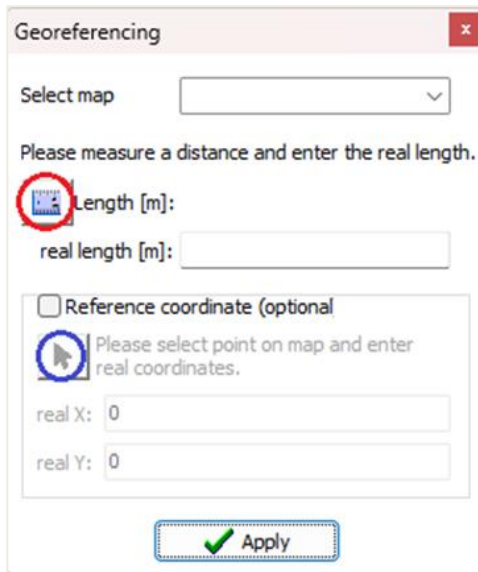 Georeferencing
x
Select map
Please measure a distance and enter the real length.
Length [m]:
real length [m]:
Reference coordinate (optional
Please select point on map and enter
real coordinates.
real X: 0
real Y: 0
Apply